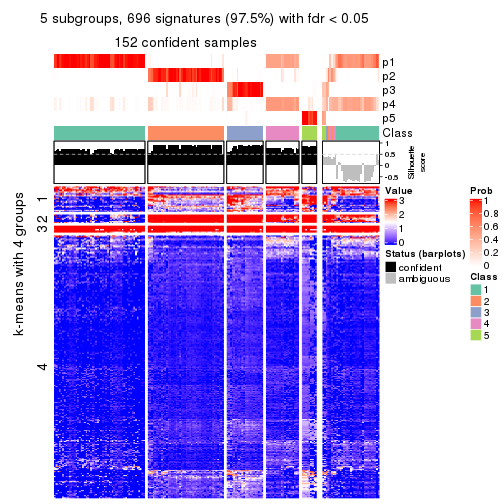 5 subgroups, 696 signatures (97.5%) with fdr < 0.05
152 confident samples
p1
p2
p3
p4
p5
Class
1
0.5
0
-0.5
Silhouette
score
k-means with 4 groups
1
2
3
4
Value
3
2
1
0
Status (barplots)
confident
ambiguous
Prob
1
0.8
0.6
0.4
0.2
0
Class
1
2
3
4
5